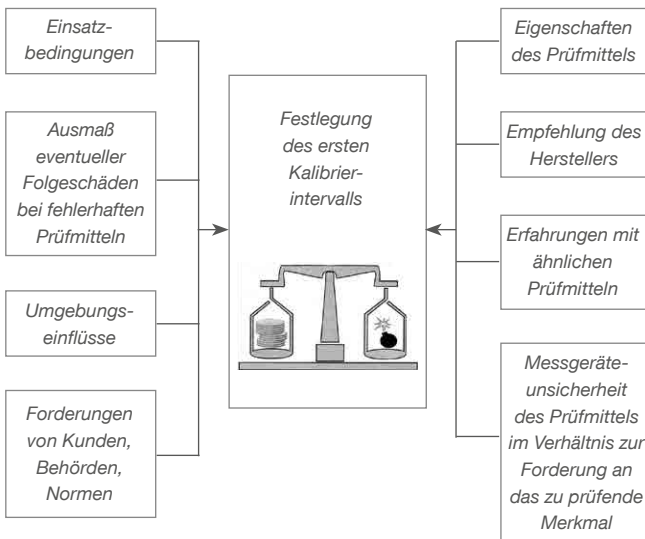 Einsatz-
bedingungen
Ausmaß
eventueller
Folgeschäden
bei fehlerhaften
Prüfmitteln
Umgebungs-
einflüsse
Forderungen
von Kunden,
Behörden,
Normen
Festlegung
des ersten
Kalibrier-
intervalls
Eigenschaften
des Prüfmittels
Empfehlung des
Herstellers
Erfahrungen mit
ähnlichen
Prüfmitteln
Messgeräte-
unsicherheit
des Prüfmittels
im Verhältnis zur
Forderung an
das zu prüfende
Merkmal